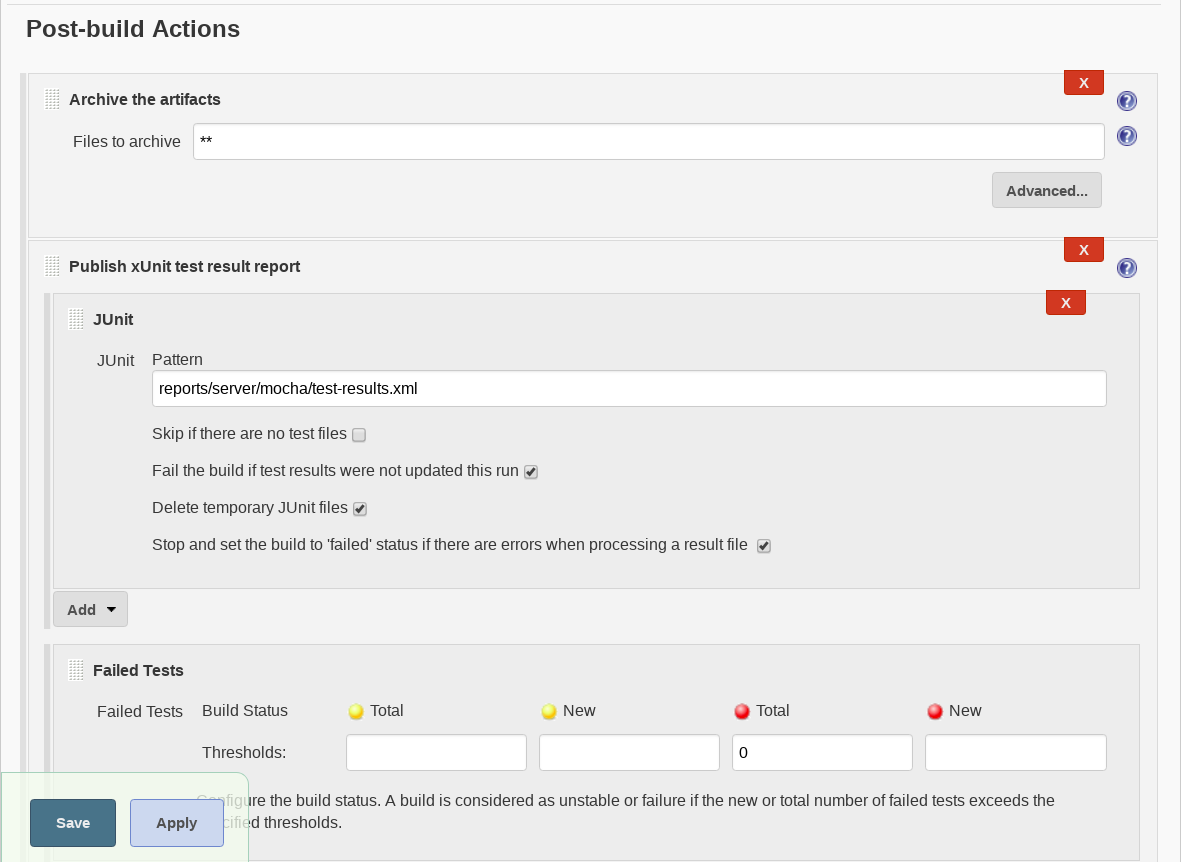 Post-build Actions
X
Archive the artifacts
?
Files to archive
**
?
Advanced...
X
Publish xUnit test result report
?
X
JUnit
JUnit Pattern
reports/server/mocha/test-results.xml
Skip if there are no test files
Fail the build if test results were not updated this run
Delete temporary JUnit files
Stop and set the build to 'failed' status if there are errors when processing a result file
Add
Failed Tests
Failed Tests Build Status Total New Total New
Thresholds: 0
Configure the build status. A build is considered as unstable or failure if the new or total number of failed tests exceeds the
thresholds.
Save Apply